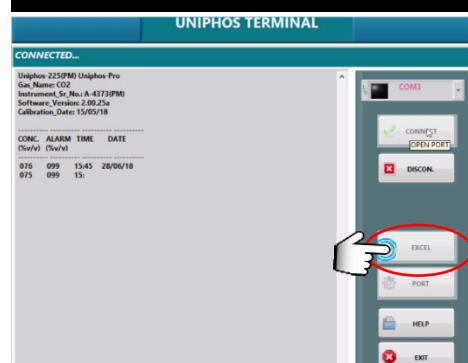 UNIPHOS TERMINAL
CONNECTED...
Uniphos-225(PM) Uniphos-Pro
Gas_Name: CO2
Instrument_Sr_No.: A-4373(PM)
Software_Version: 2.00.25a
Calibration_Date: 15/05/18
CONC. ALARM TIME DATE
(%v/v) (%v/v)
076 099 15:45 28/06/18
075 099 15:
COM3
CONNECT
OPEN PORT
DISCON.
EXCEL
PORT
HELP
EXIT